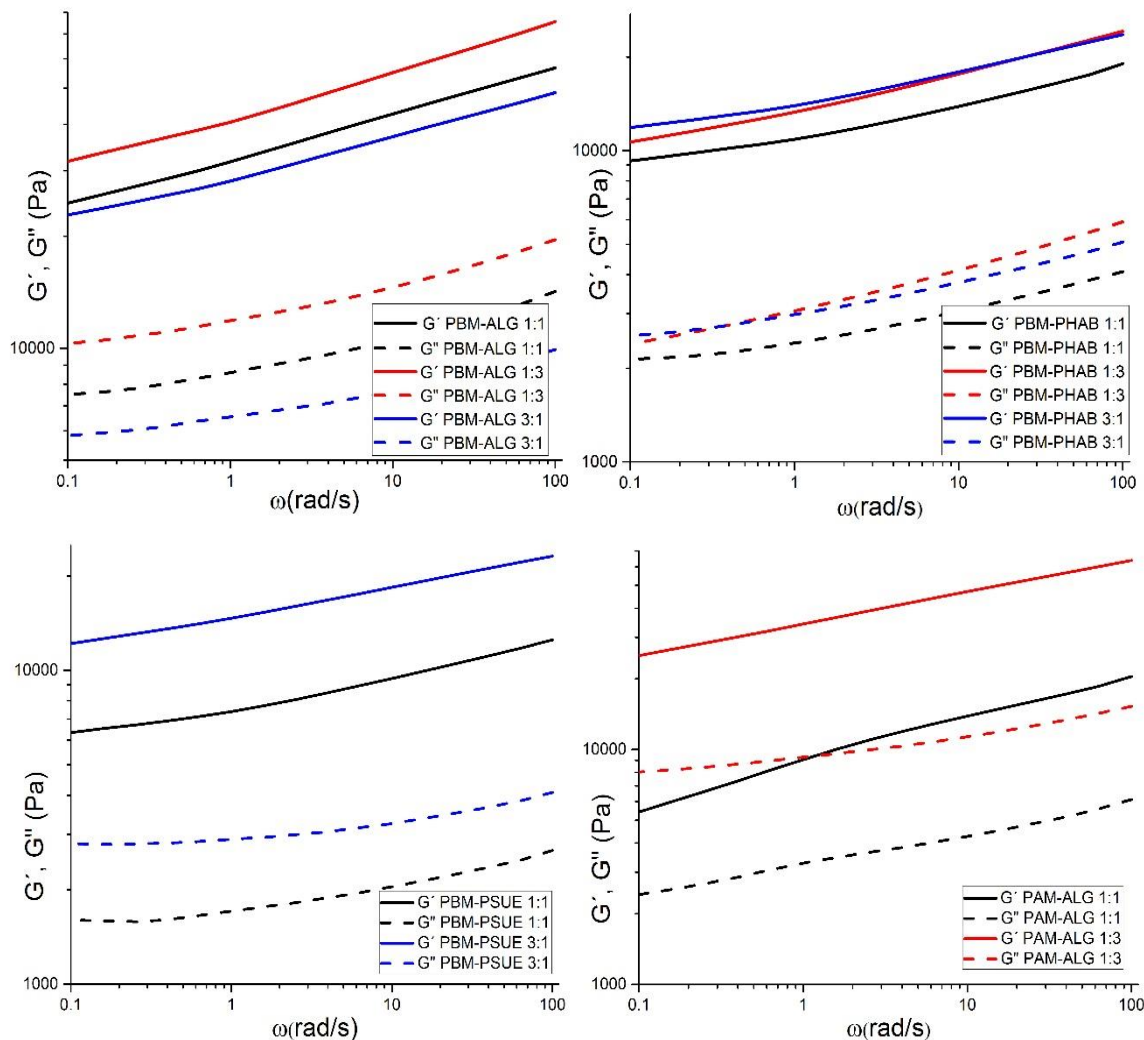 G´, G" (Pa)
10000
G´ PBM-ALG 1:1
G" PBM-ALG 1:1
G´ PBM-ALG 1:3
G" PBM-ALG 1:3
G´ PBM-ALG 3:1
G" PBM-ALG 3:1
0.1 1 10 100
ω(rad/s)
G´, G" (Pa)
10000
1000
G´ PBM-PHAB 1:1
G" PBM-PHAB 1:1
G´ PBM-PHAB 1:3
G" PBM-PHAB 1:3
G´ PBM-PHAB 3:1
G" PBM-PHAB 3:1
0.1 1 10 100
ω(rad/s)
G´, G" (Pa)
10000
1000
G´ PBM-PSUE 1:1
G" PBM-PSUE 1:1
G´ PBM-PSUE 3:1
G" PBM-PSUE 3:1
0.1 1 10 100
ω(rad/s)
G´, G" (Pa)
10000
1000
G´ PAM-ALG 1:1
G" PAM-ALG 1:1
G´ PAM-ALG 1:3
G" PAM-ALG 1:3
0.1 1 10 100
ω(rad/s)